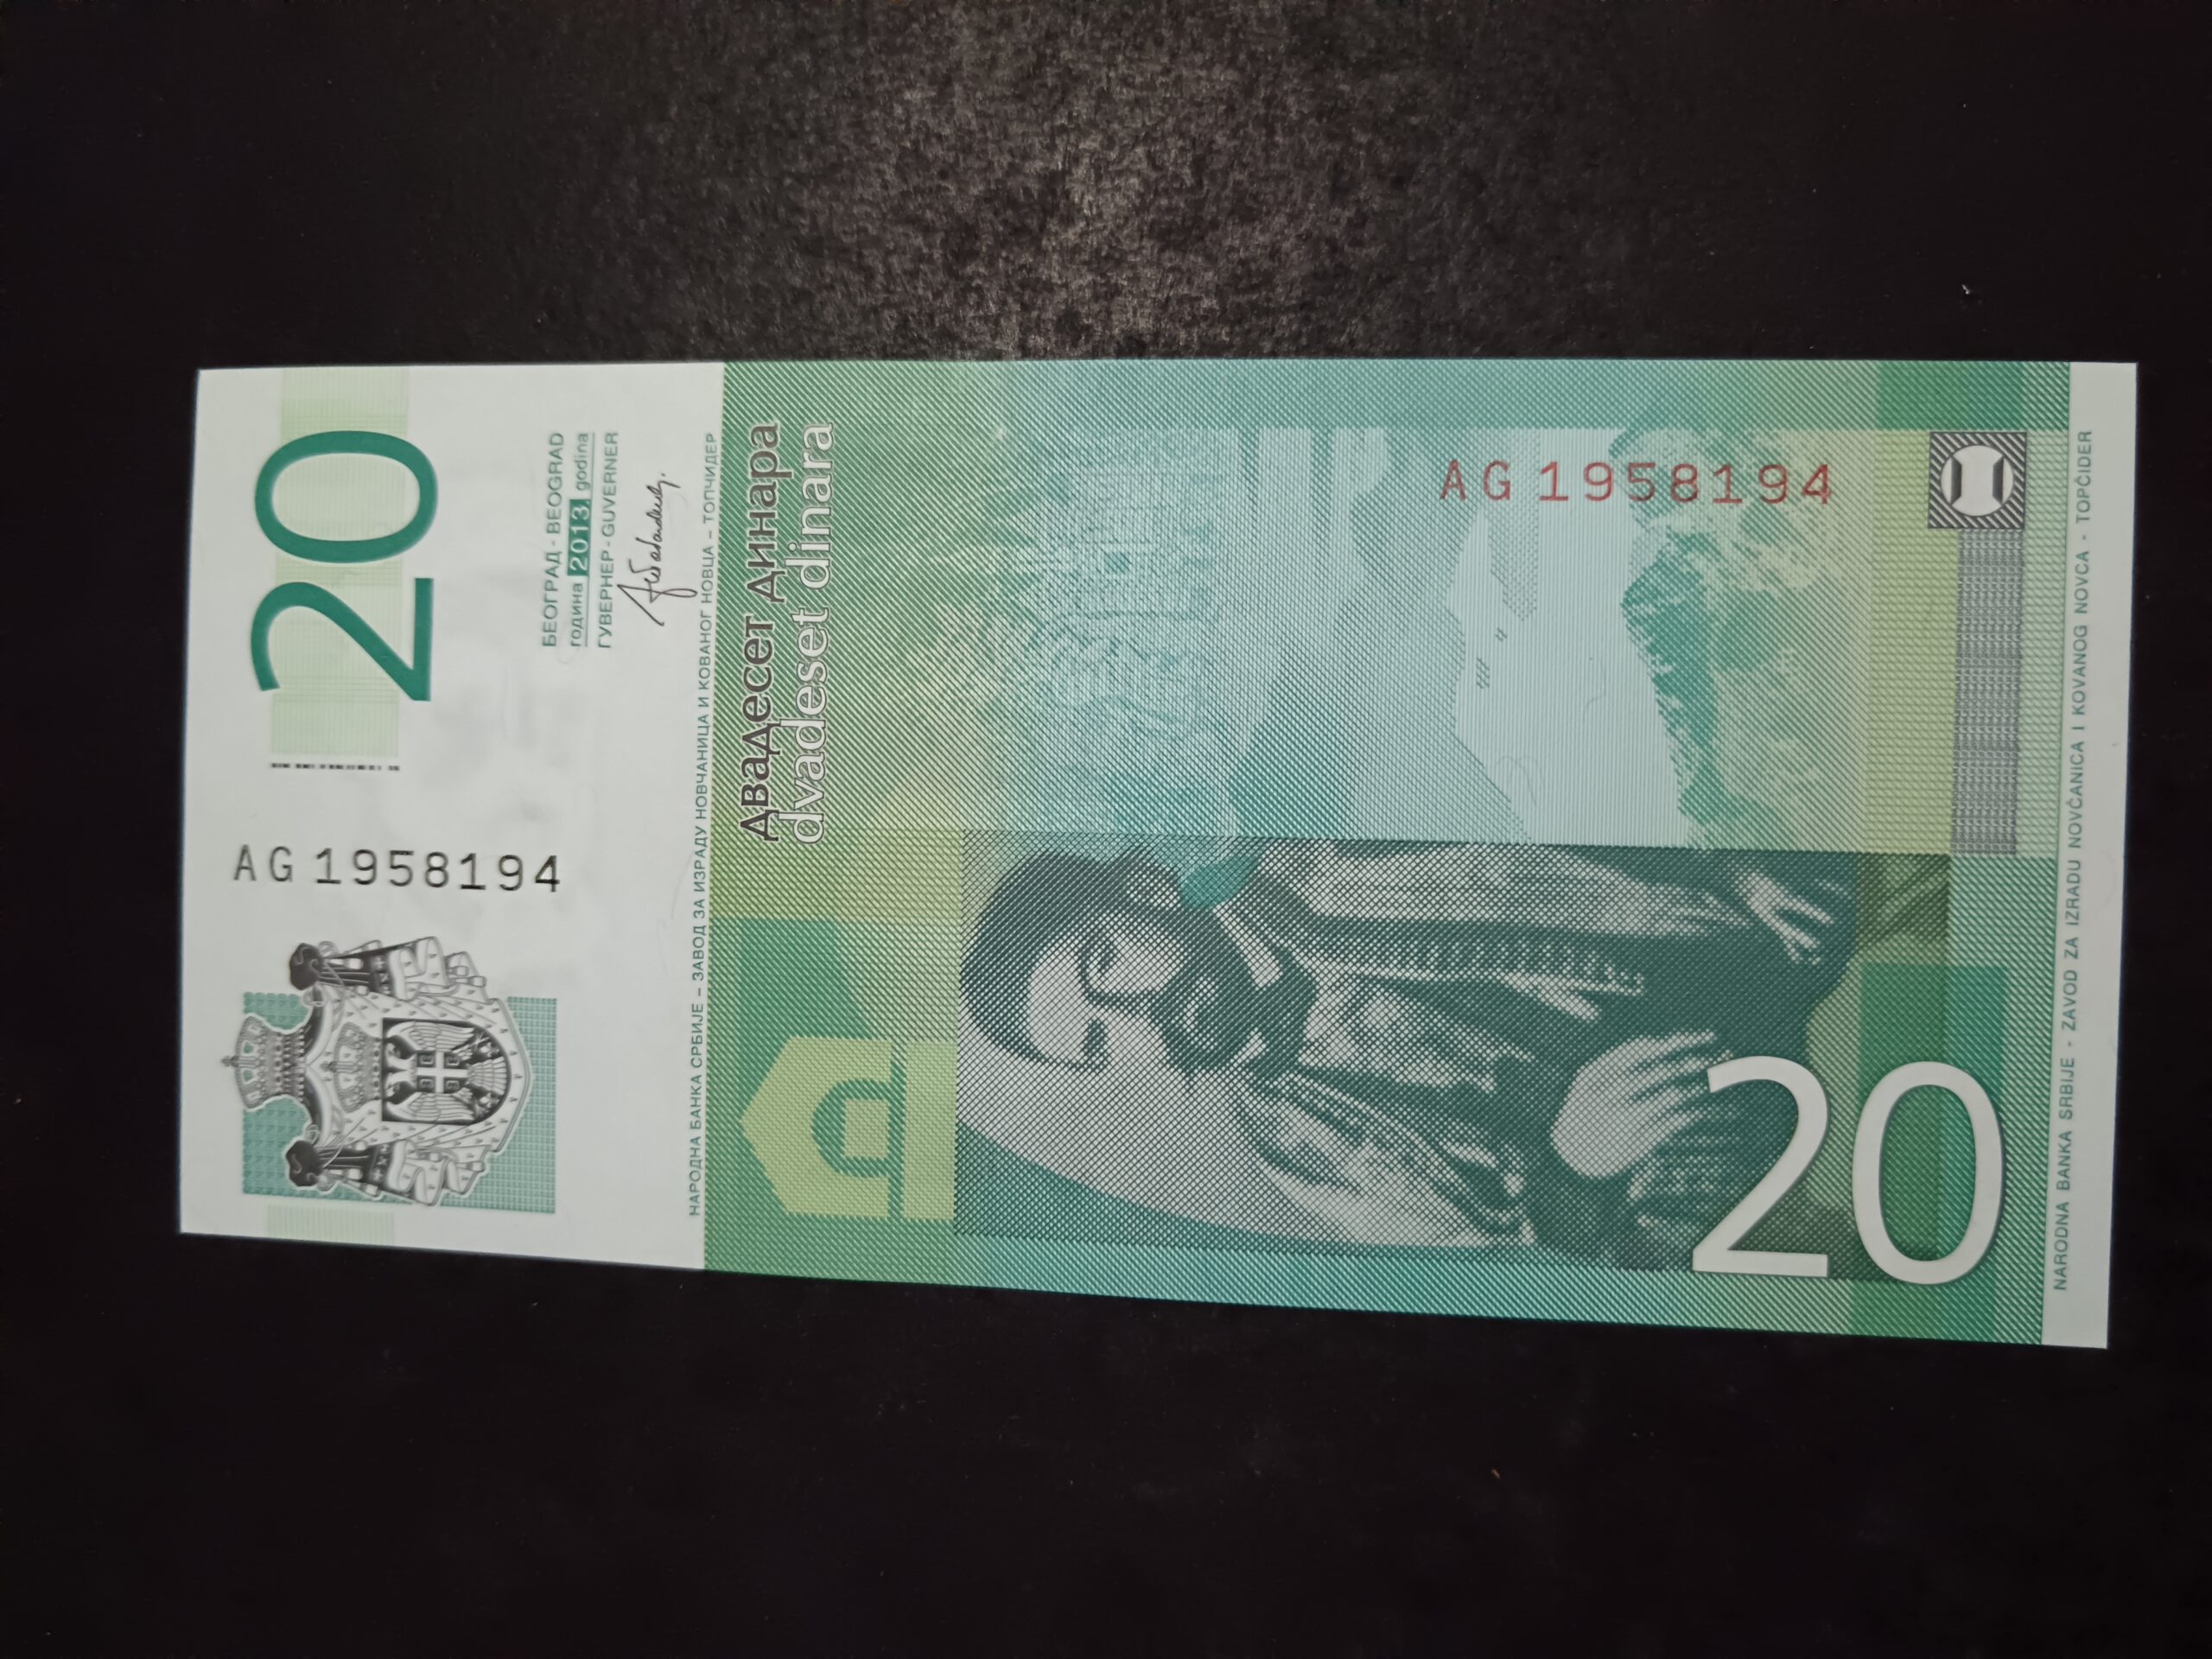 20
БЕОГРАД - BEOGRAD
година 2013. godina
ГУВЕРНЕР - GUVERNER
AG 1958194
НАРОДНА БАНКА СРБИЈЕ – ЗАВОД ЗА ИЗРАДУ НОВЧАНИЦА И КОВАНОГ НОВЦА – ТОПЧИДЕР
двадесет динара
dvadeset dinara
AG 1958194
20
NARODNA BANKA SRBIJE - ZAVOD ZA IZRADU NOVČANICA I KOVANOG NOVCA - TOPČIDER